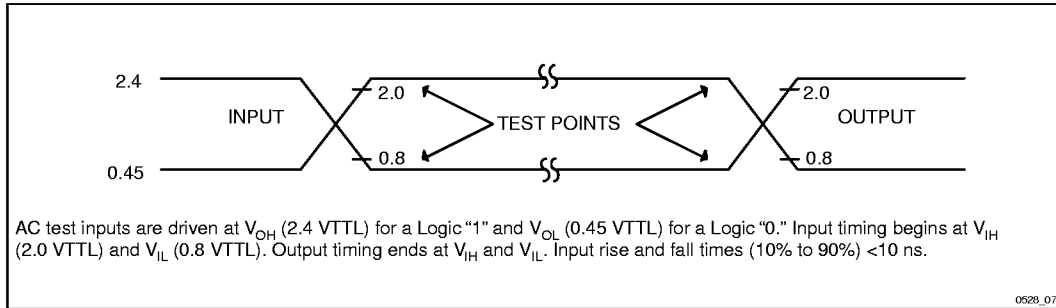 2.4
2.0
2.0
INPUT
TEST POINTS
OUTPUT
0.8
0.8
0.45
AC test inputs are driven at VOH (2.4 VTTL) for a Logic “1” and VOL (0.45 VTTL) for a Logic “0.” Input timing begins at VIH
(2.0 VTTL) and VIL (0.8 VTTL). Output timing ends at VIH and VIL. Input rise and fall times (10% to 90%) <10 ns.
0528_07